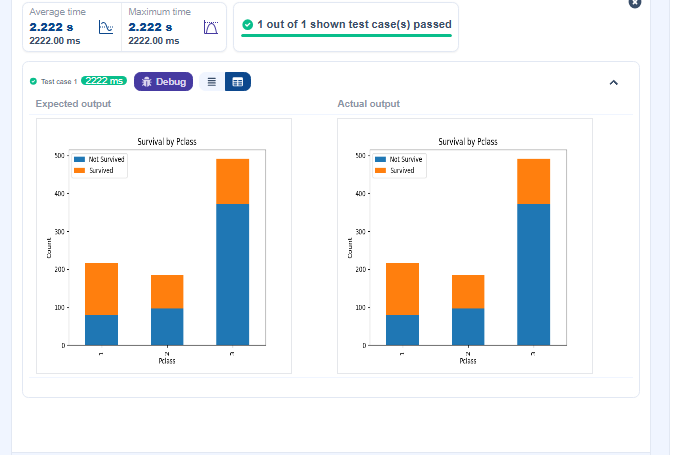 Average time
2.222 s
2222.00 ms
Maximum time
2.222 s
2222.00 ms
1 out of 1 shown test case(s) passed
Test case 1 2222 ms Debug
Expected output
Actual output
Survival by Pclass
Not Survived
Survived
500
400
300
200
100
0
Count
1
2
3
Pclass
Survival by Pclass
Not Survive
Survived
500
400
300
200
100
0
Count
1
2
3
Pclass